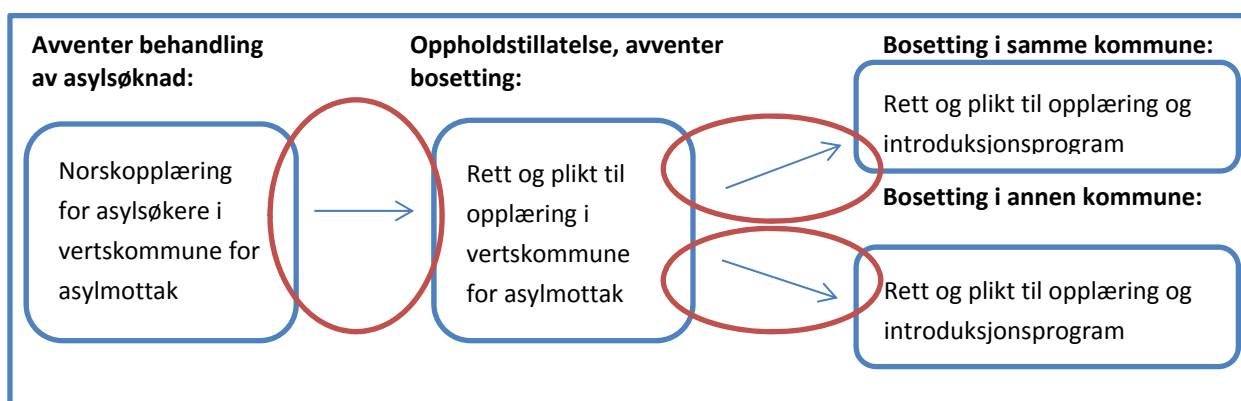 Avventer behandling
av asylsøknad:
Norskopplæring
for asylsøkere i
vertskommune for
asylmottak
Oppholdstillatelse, avventer
bosetting:
Rett og plikt til
opplæring i
vertskommune
for asylmottak
Bosetting i samme kommune:
Rett og plikt til opplæring og
introduksjonsprogram
Bosetting i annen kommune:
Rett og plikt til opplæring og
introduksjonsprogram